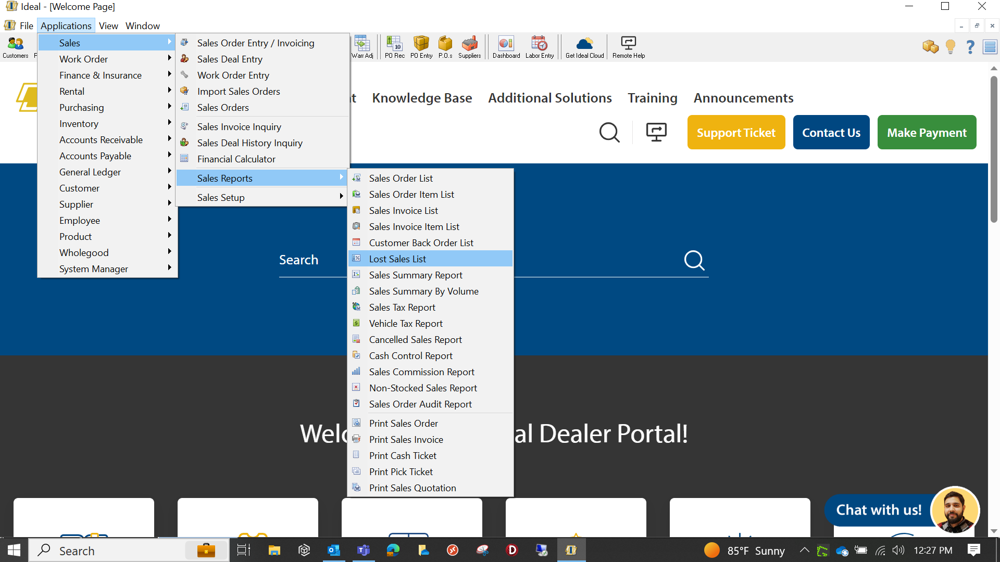 Ideal - [Welcome Page]
File Applications View Window
Customers
Warr Adj
PO Rec
PO Entry
P.O.s
Suppliers
Dashboard
Labor Entry
Get Ideal Cloud
Remote Help
Sales
Work Order
Finance & Insurance
Rental
Purchasing
Inventory
Accounts Receivable
Accounts Payable
General Ledger
Customer
Supplier
Employee
Product
Wholegood
System Manager
Sales Order Entry / Invoicing
Sales Deal Entry
Work Order Entry
Import Sales Orders
Sales Orders
Sales Invoice Inquiry
Sales Deal History Inquiry
Financial Calculator
Sales Reports
Sales Setup
Sales Order List
Sales Order Item List
Sales Invoice List
Sales Invoice Item List
Customer Back Order List
Lost Sales List
Sales Summary Report
Sales Summary By Volume
Sales Tax Report
Vehicle Tax Report
Cancelled Sales Report
Cash Control Report
Sales Commission Report
Non-Stocked Sales Report
Sales Order Audit Report
Print Sales Order
Print Sales Invoice
Print Cash Ticket
Print Pick Ticket
Print Sales Quotation
Knowledge Base Additional Solutions Training Announcements
Support Ticket
Contact Us
Make Payment
Search
Welc
al Dealer Portal!
Chat with us!
Search
85°F Sunny
12:27 PM